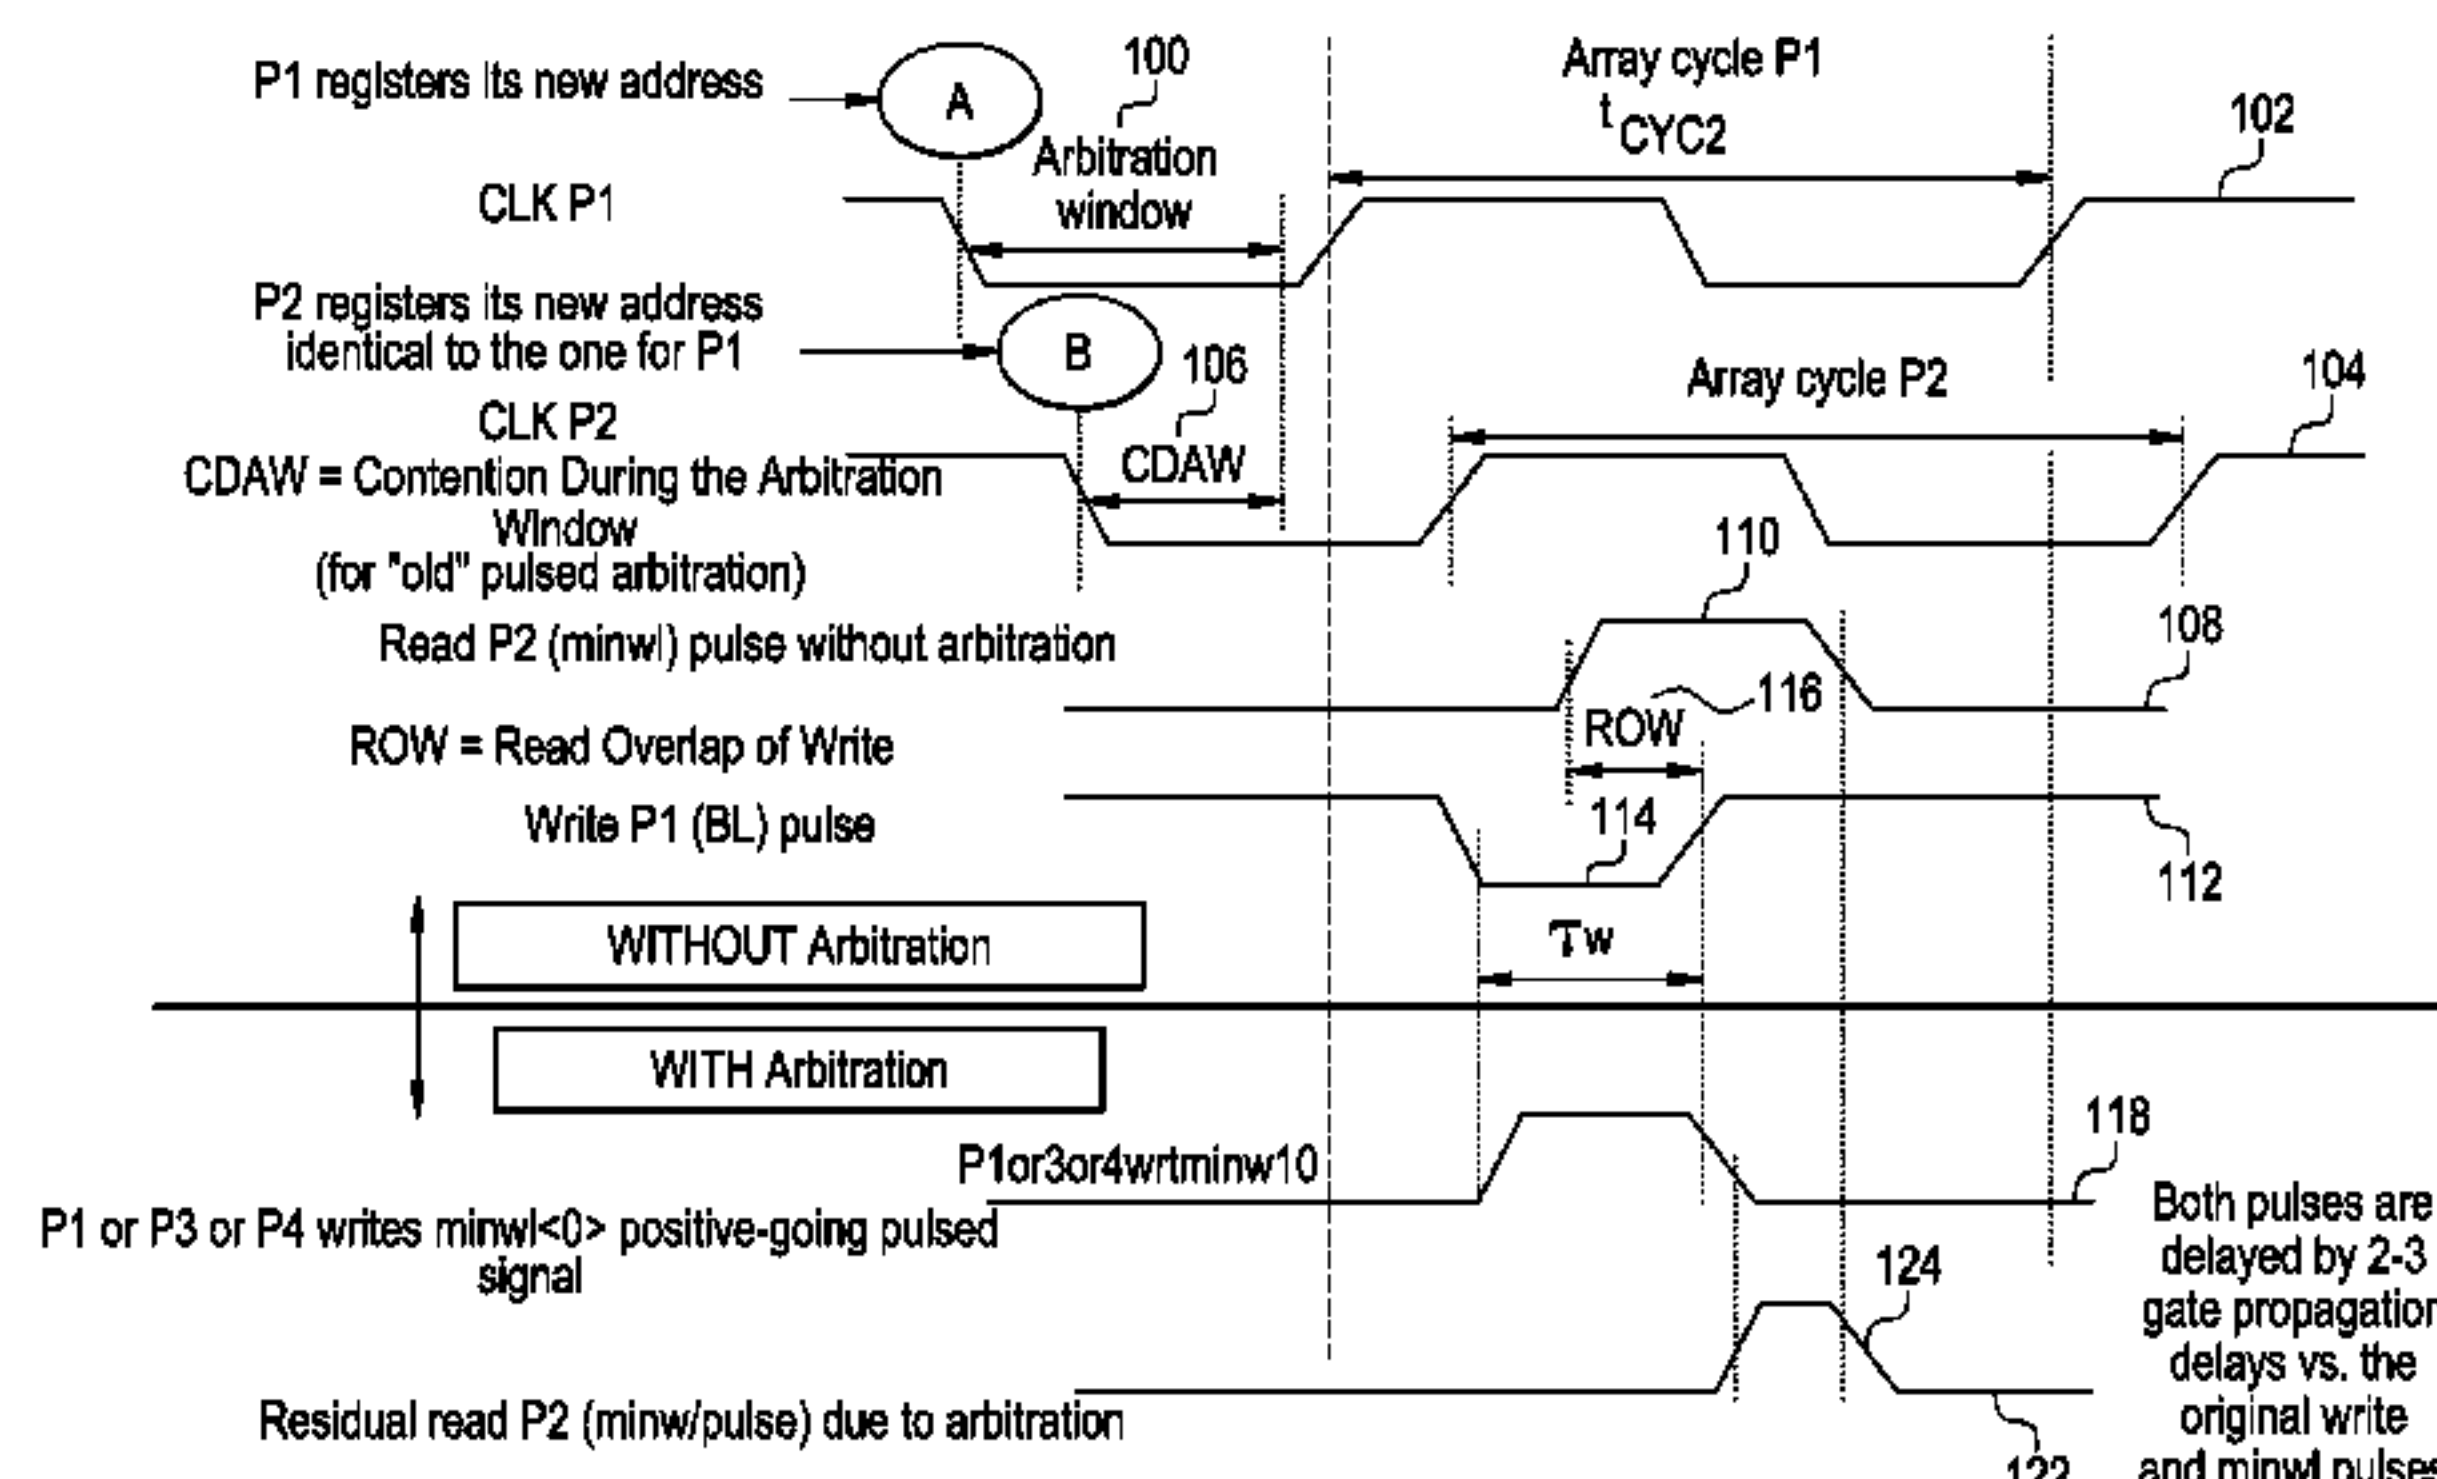 P1 registers its new address
A
100
Arbitration
window
Array cycle P1
t CYC2
102
CLK P1
P2 registers its new address
identical to the one for P1
B
106
Array cycle P2
104
CLK P2
CDAW
CDAW = Contention During the Arbitration
Window
(for "old" pulsed arbitration)
110
Read P2 (minwl) pulse without arbitration
108
116
ROW
ROW = Read Overlap of Write
Write P1 (BL) pulse
114
112
WITHOUT Arbitration
Tw
WITH Arbitration
P1or3or4wrtminw10
118
P1 or P3 or P4 writes minwl<0> positive-going pulsed
signal
124
Residual read P2 (minw/pulse) due to arbitration
122
Both pulses are
delayed by 2-3
gate propagation
delays vs. the
original write
and minwl pulses